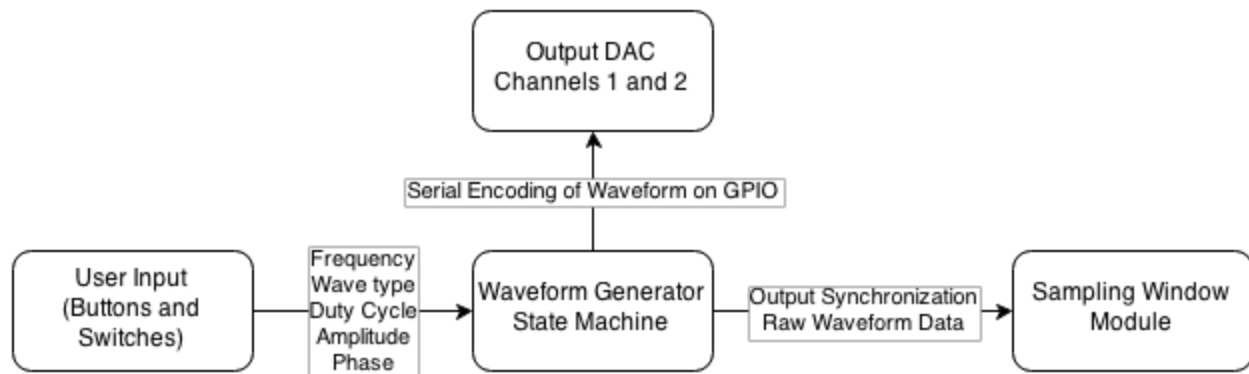 Output DAC
Channels 1 and 2
Serial Encoding of Waveform on GPIO
User Input
(Buttons and
Switches)
Frequency
Wave type
Duty Cycle
Amplitude
Phase
Waveform Generator
State Machine
Output Synchronization
Raw Waveform Data
Sampling Window
Module